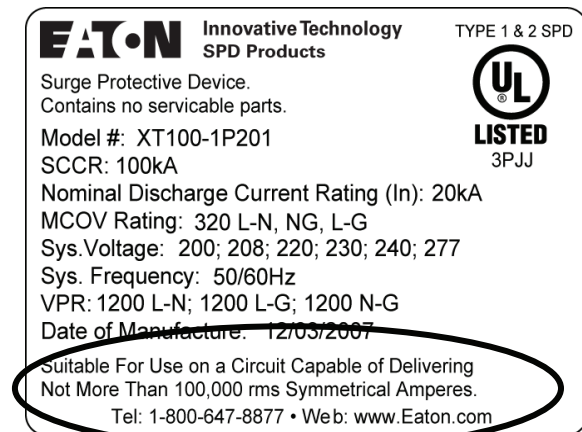 EATON Innovative Technology TYPE 1 & 2 SPD
SPD Products
Surge Protective Device.
Contains no servicable parts.
UL
®
LISTED
3PJJ
Model #: XT100-1P201
SCCR: 100kA
Nominal Discharge Current Rating (In): 20kA
MCOV Rating: 320 L-N, NG, L-G
Sys.Voltage: 200; 208; 220; 230; 240; 277
Sys. Frequency: 50/60Hz
VPR: 1200 L-N; 1200 L-G; 1200 N-G
Date of Manufacture: 12/03/2007
Suitable For Use on a Circuit Capable of Delivering
Not More Than 100,000 rms Symmetrical Amperes.
Tel: 1-800-647-8877 • Web: www.Eaton.com